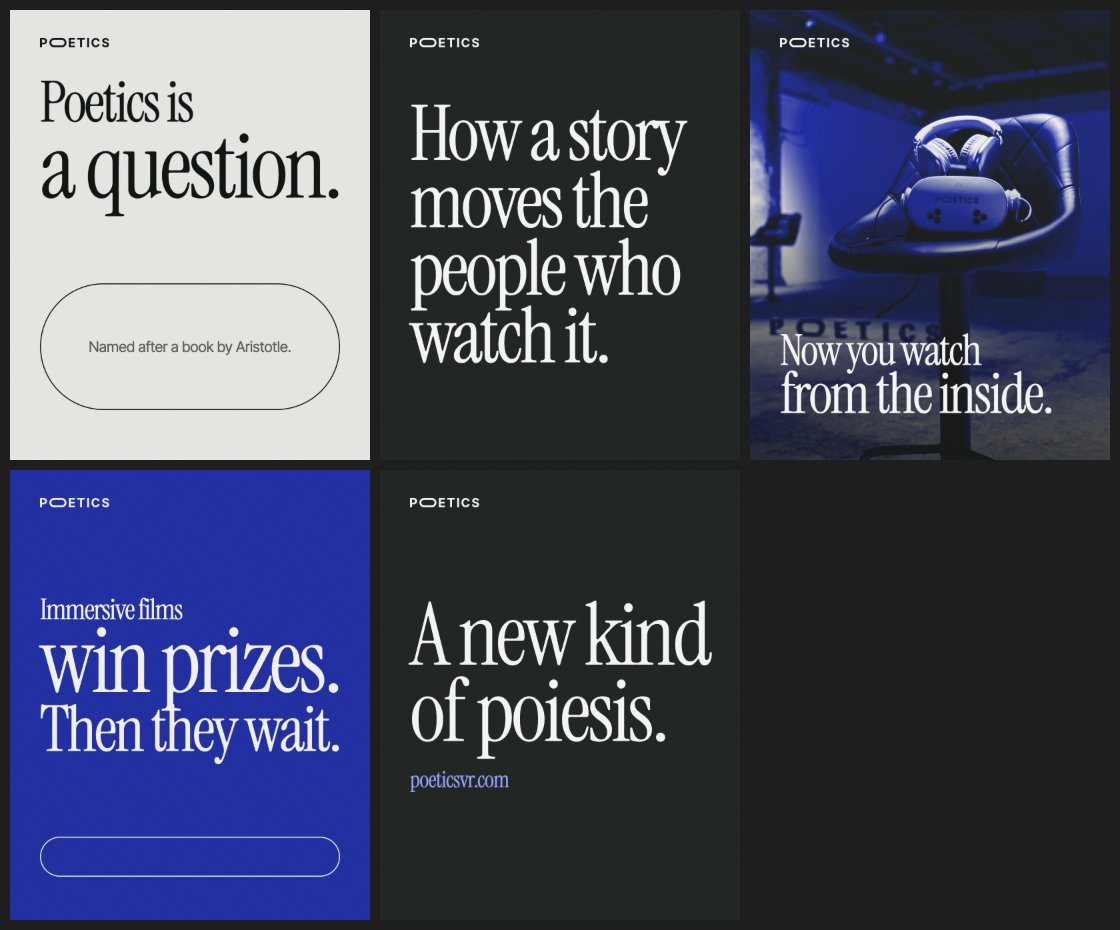 POETICS
Poetics is
a question.
Named after a book by Aristotle.
POETICS
How a story
moves the
people who
watch it.
POETICS
POETICS
POETICS
Now you watch
from the inside.
POETICS
Immersive films
win prizes.
Then they wait.
POETICS
A new kind
of poiesis.
poeticsvr.com